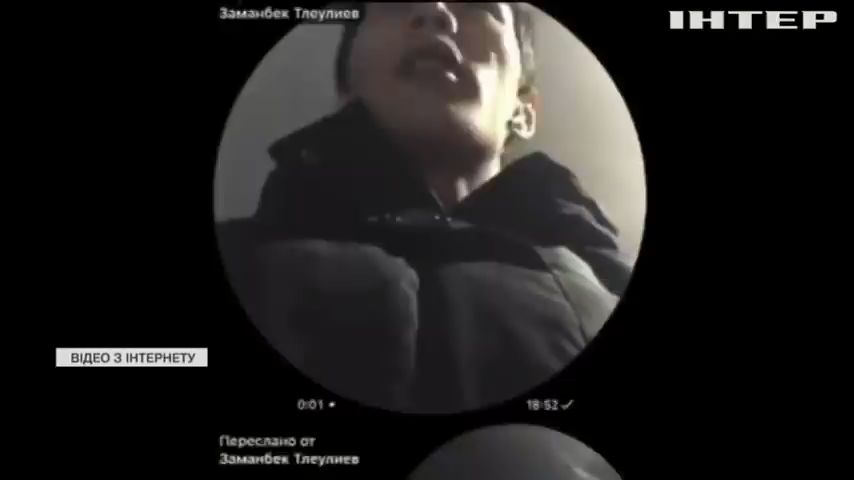 Заманбек Тлеулиев
ІНТЕР
ВІДЕО З ІНТЕРНЕТУ
0:01
18:52
Переслано от
Заманбек Тлеулиев